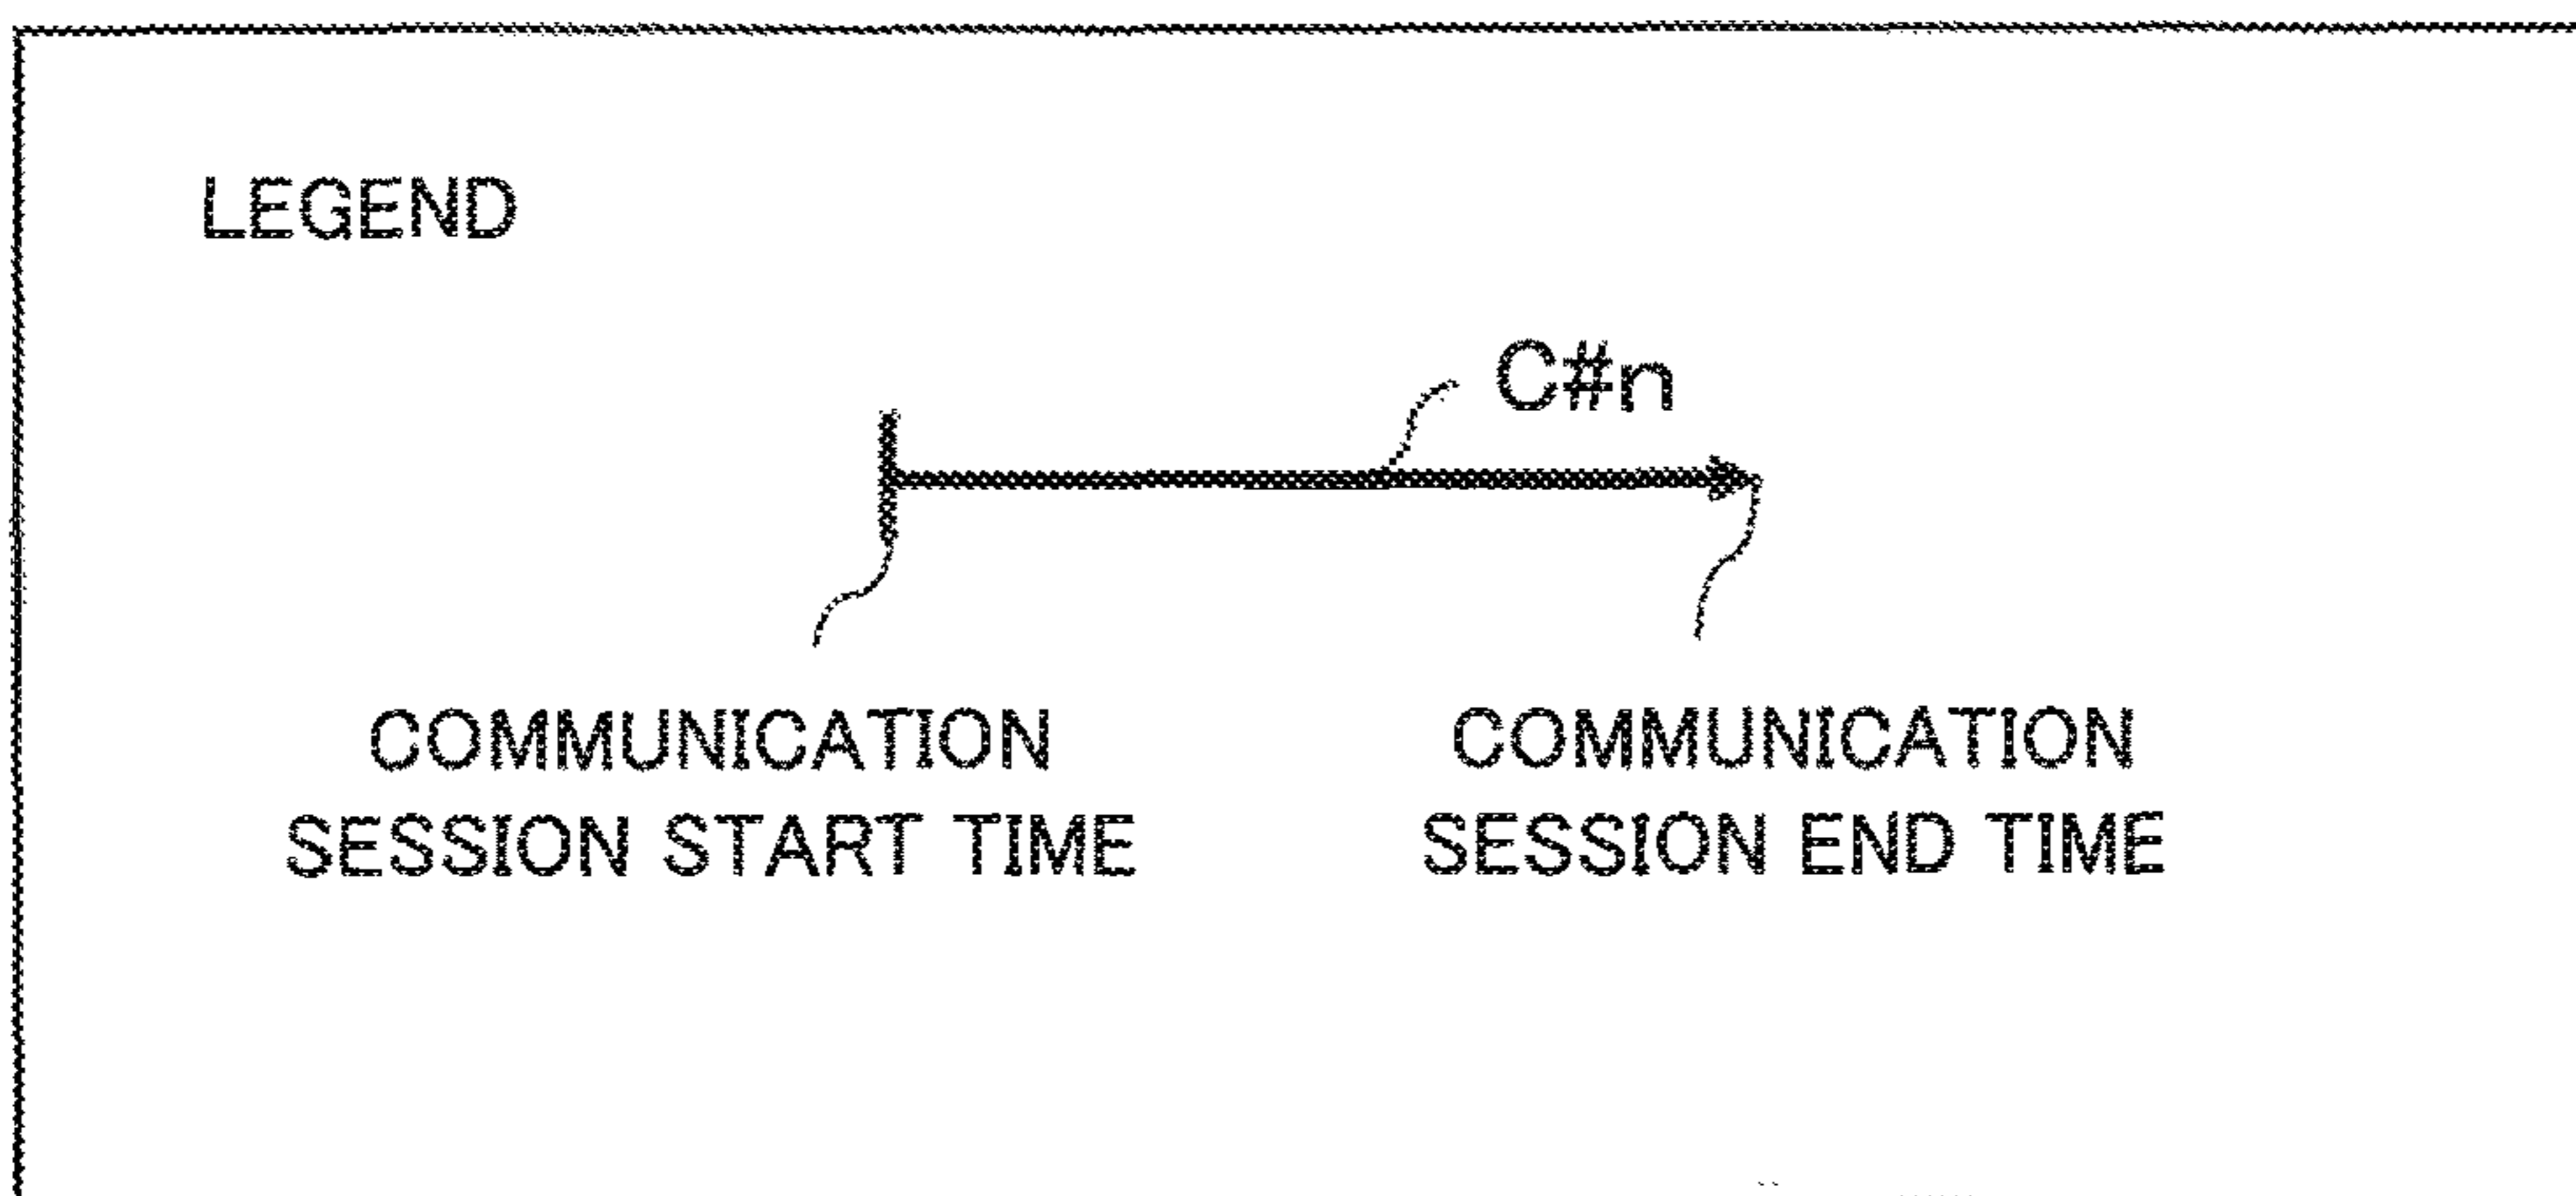 LEGEND
C#n
COMMUNICATION
SESSION START TIME
COMMUNICATION
SESSION END TIME